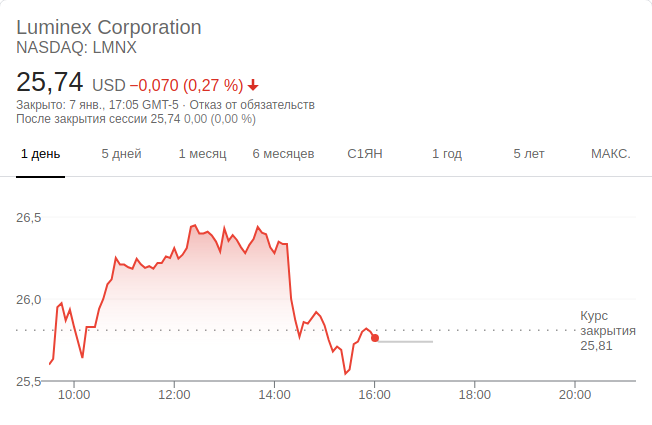 Luminex Corporation
NASDAQ: LMNX
25,74 USD −0,070 (0,27 %)
Закрыто: 7 янв., 17:05 GMT-5 · Отказ от обязательств
После закрытия сессии 25,74 0,00 (0,00 %)
1 день 5 дней 1 месяц 6 месяцев С1ЯН 1 год 5 лет МАКС.
26,5
26,0
Курс
закрытия
25,81
25,5
10:00 12:00 14:00 16:00 18:00 20:00